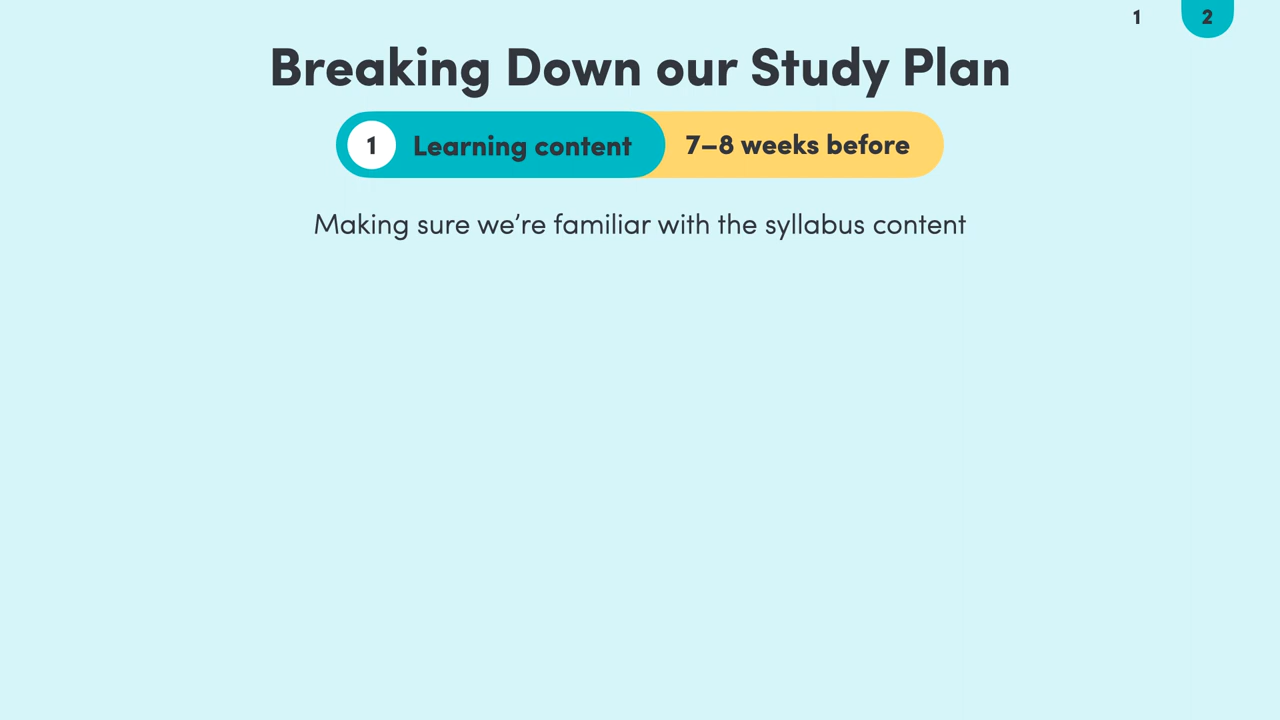 1 2
Breaking Down our Study Plan
1 Learning content 7–8 weeks before
Making sure we’re familiar with the syllabus content